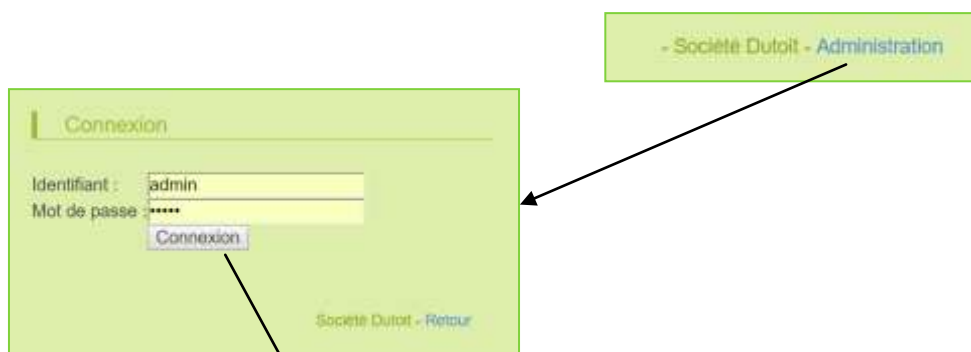 - Société Dutoit - Administration
Connexion
Identifiant : admin
Mot de passe : •••••
Connexion
Société Dutoit - Retour